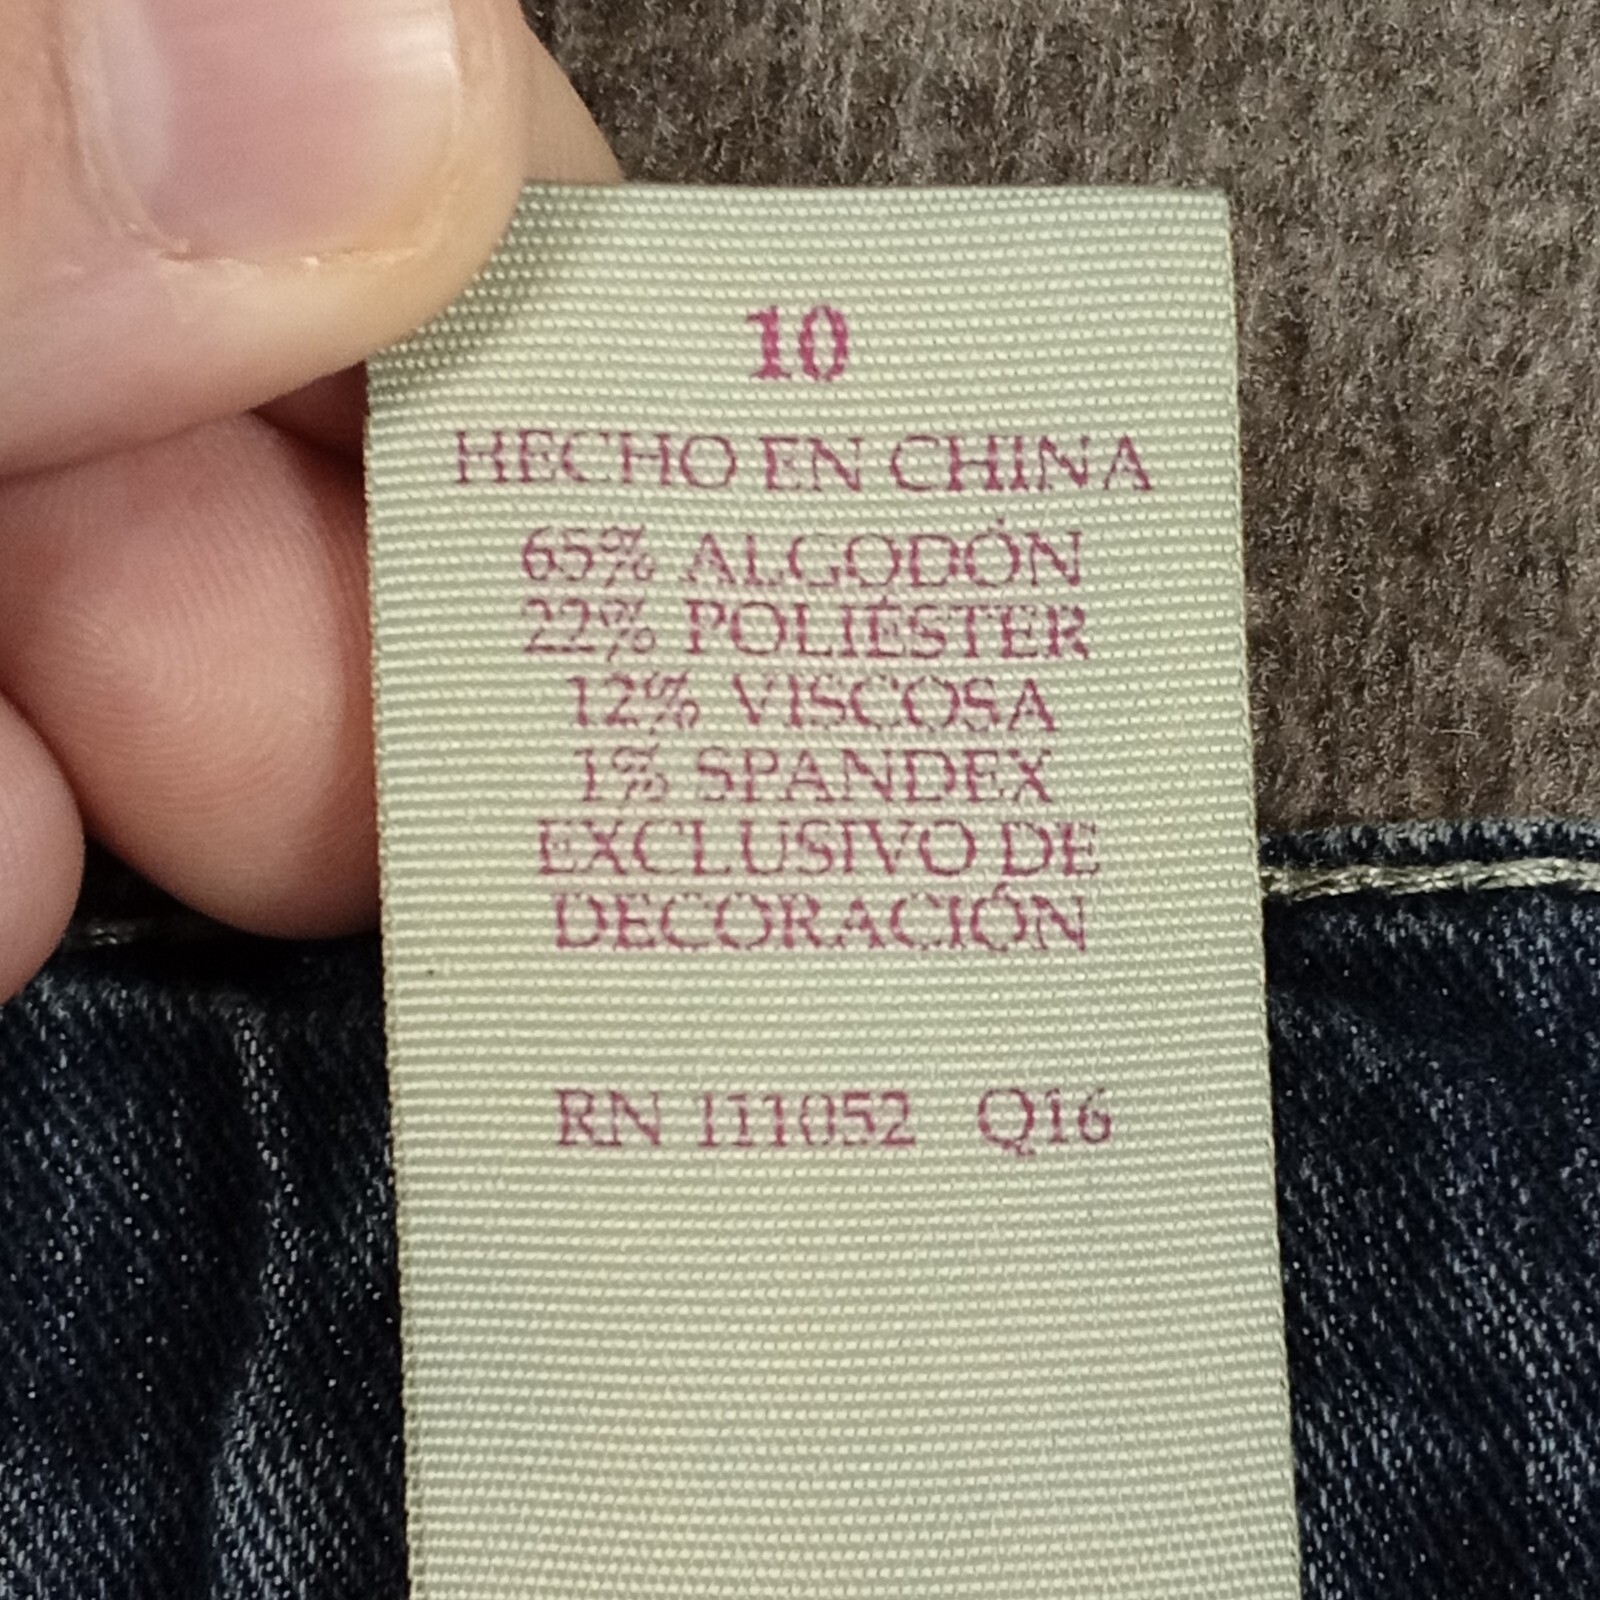 10
HECHO EN CHINA
65% ALGODÓN
22% POLIÉSTER
12% VISCOSA
1% SPANDEX
EXCLUSIVO DE
DECORACIÓN
RN 111052 Q16